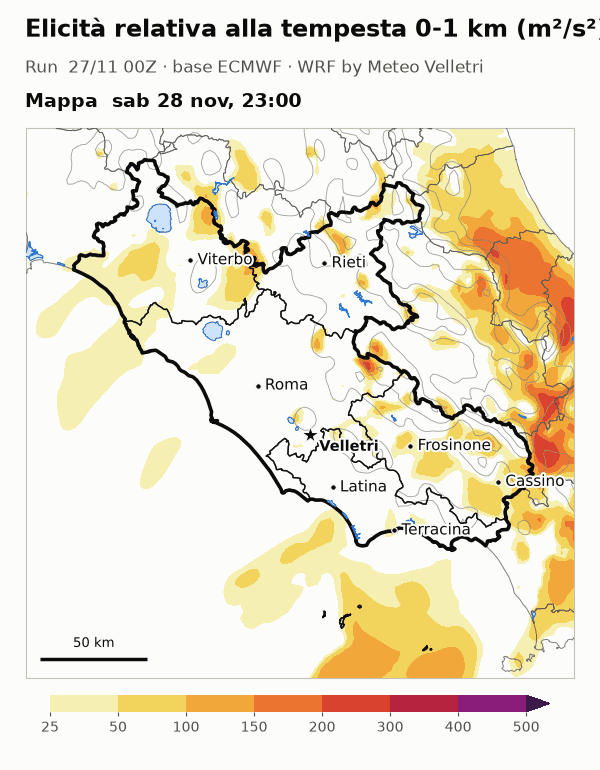 Elicità relativa alla tempesta 0-1 km (m²/s²)
Run  27/11 00Z · base ECMWF · WRF by Meteo Velletri
Mappa  sab 28 nov, 23:00
Viterbo
Rieti
Roma
Velletri
Frosinone
Cassino
Latina
Terracina
50 km
25 50 100 150 200 300 400 500